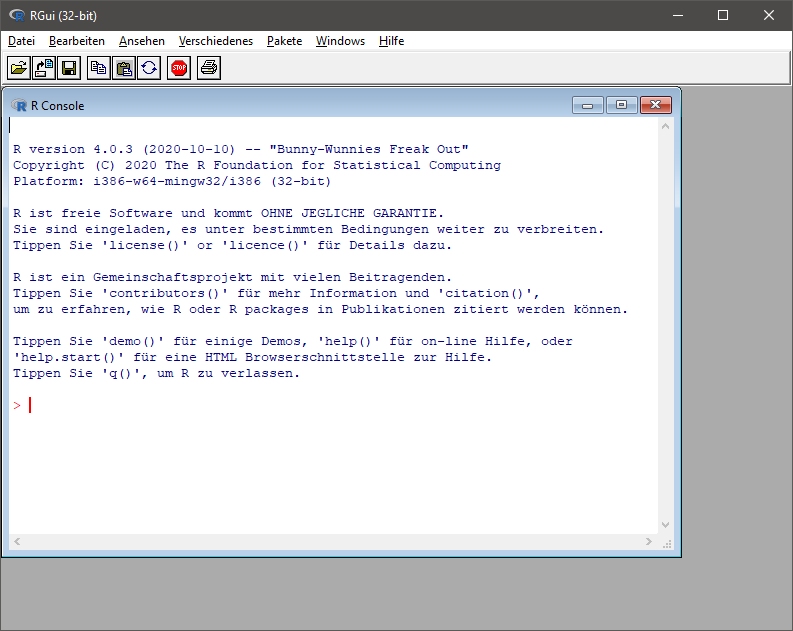 RGui (32-bit)
Datei Bearbeiten Ansehen Verschiedenes Pakete Windows Hilfe
STOP
R Console
R version 4.0.3 (2020-10-10) -- "Bunny-Wunnies Freak Out"
Copyright (C) 2020 The R Foundation for Statistical Computing
Platform: i386-w64-mingw32/i386 (32-bit)
R ist freie Software und kommt OHNE JEGLICHE GARANTIE.
Sie sind eingeladen, es unter bestimmten Bedingungen weiter zu verbreiten.
Tippen Sie 'license()' or 'licence()' für Details dazu.
R ist ein Gemeinschaftsprojekt mit vielen Beitragenden.
Tippen Sie 'contributors()' für mehr Information und 'citation()',
um zu erfahren, wie R oder R packages in Publikationen zitiert werden können.
Tippen Sie 'demo()' für einige Demos, 'help()' für on-line Hilfe, oder
'help.start()' für eine HTML Browserschnittstelle zur Hilfe.
Tippen Sie 'q()', um R zu verlassen.
>